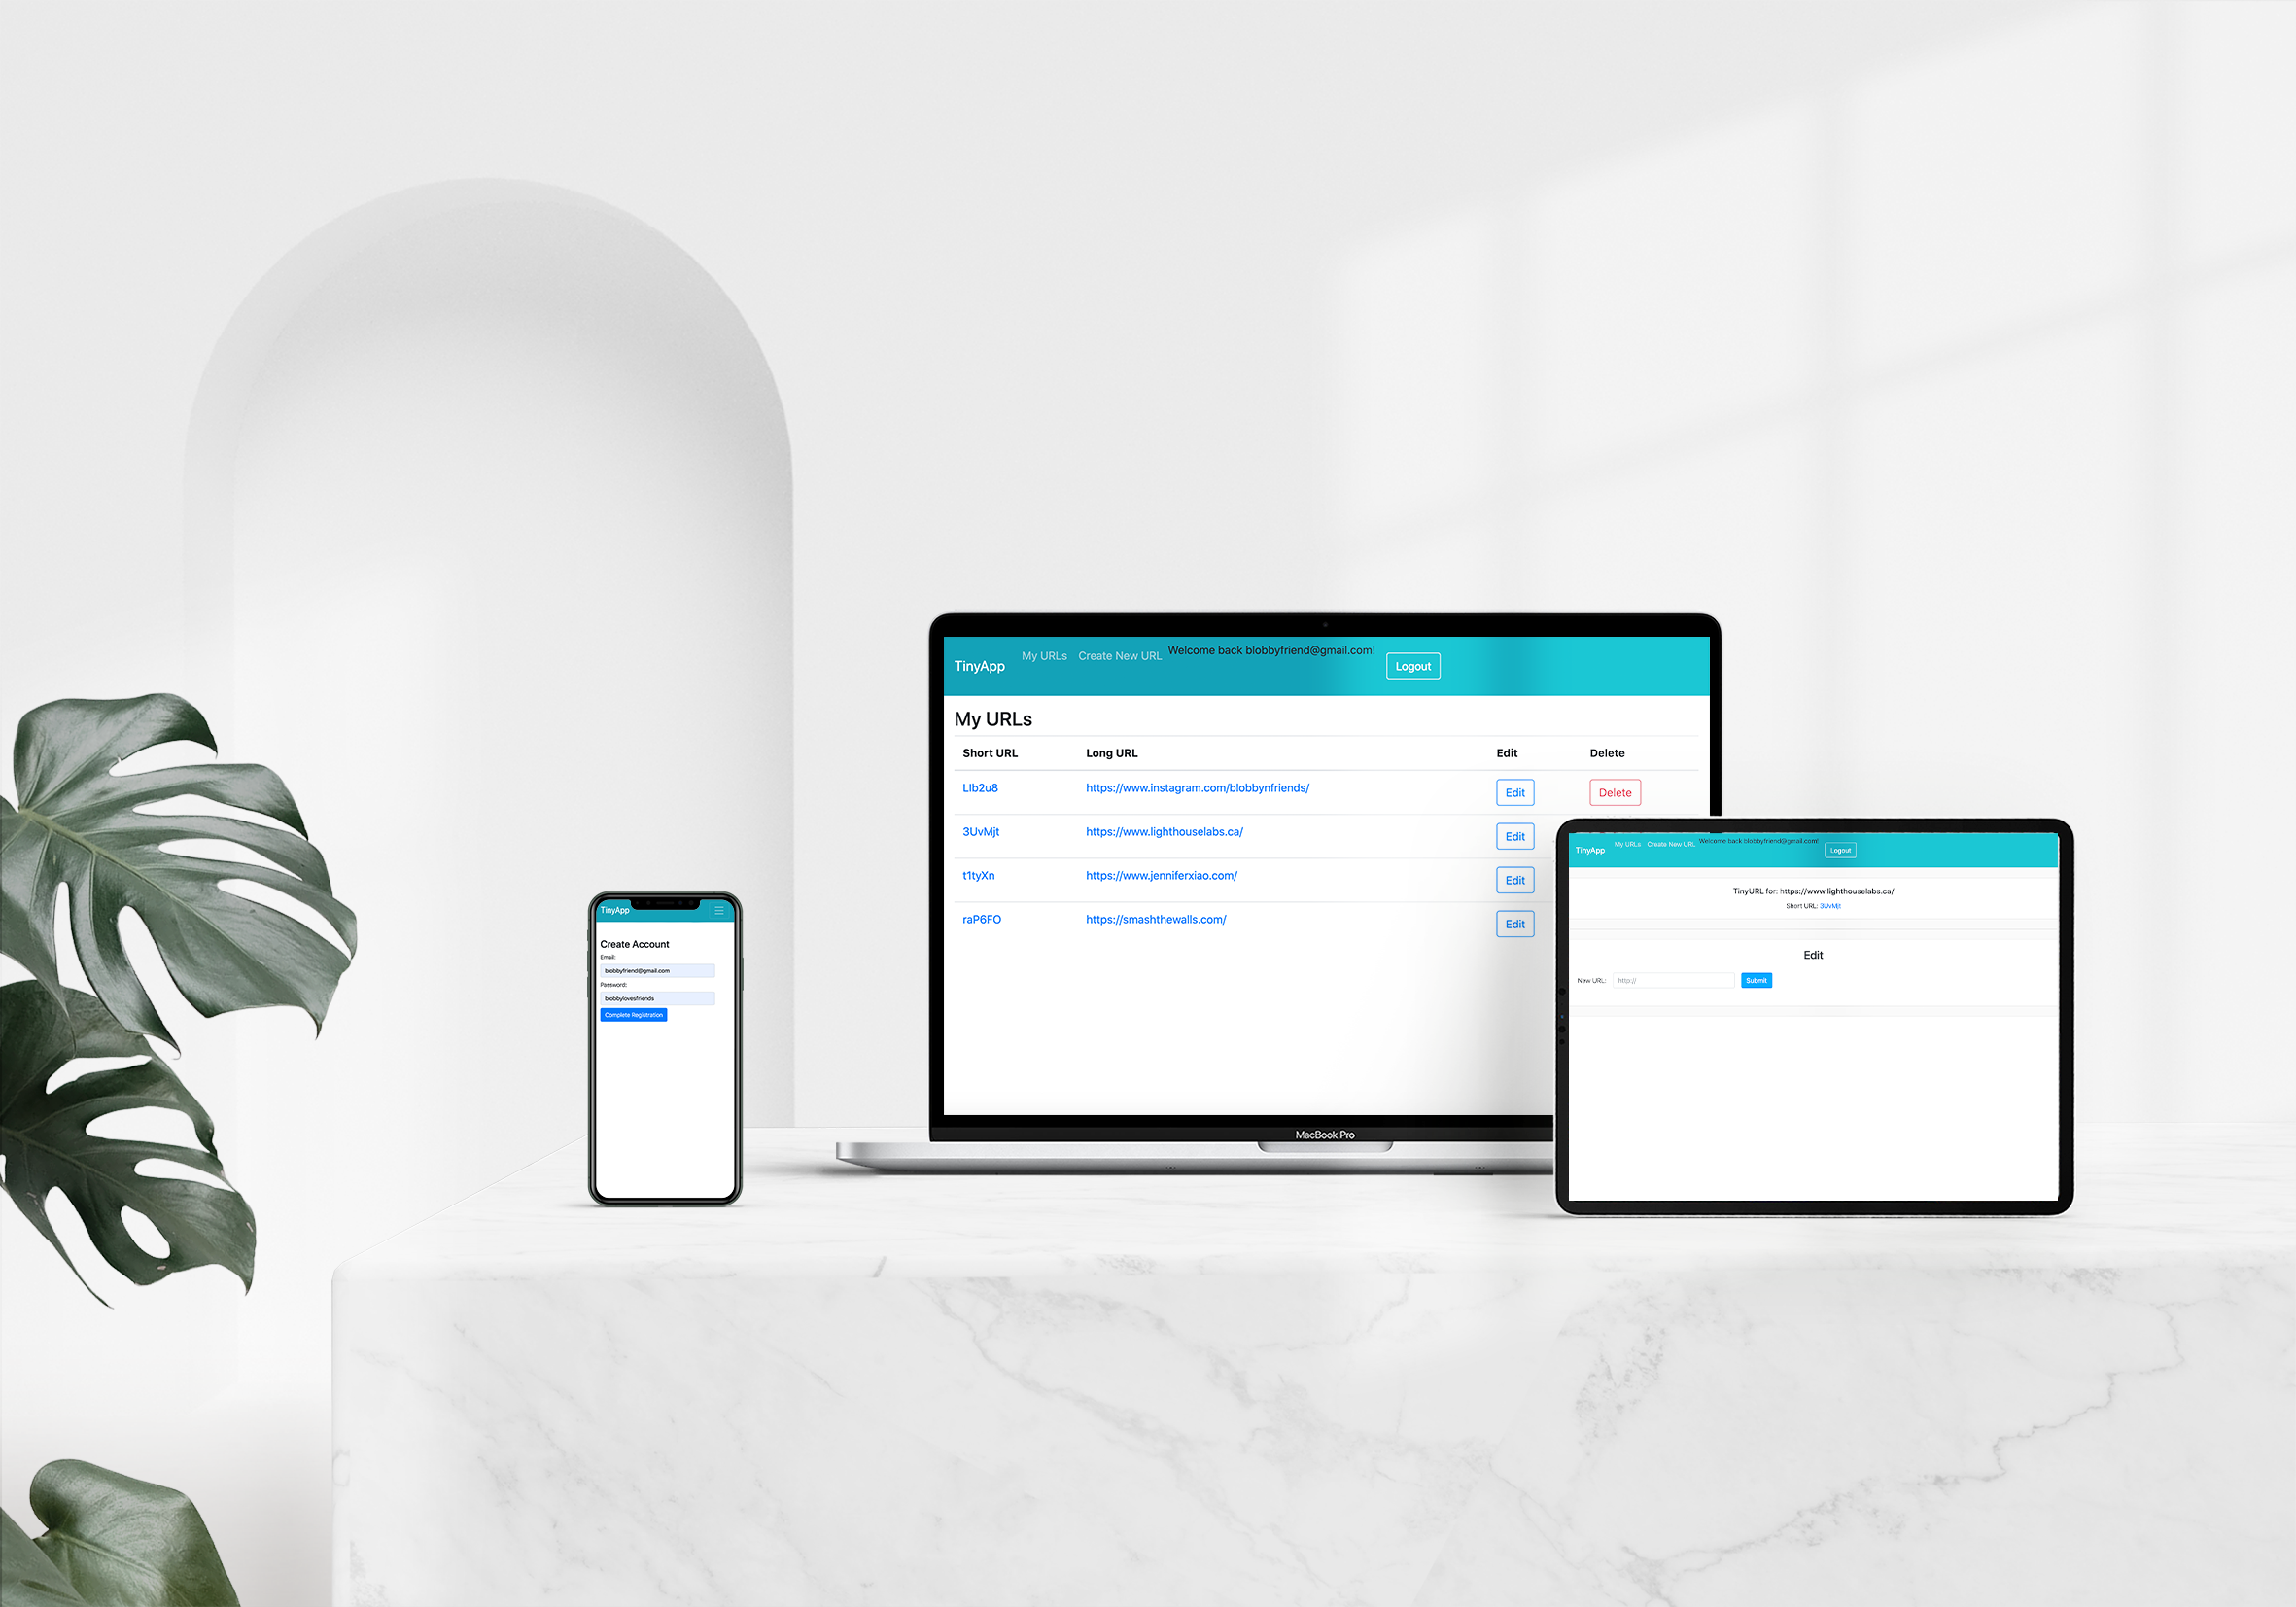 TinyApp
Create Account
Email:
blobbyfriend@gmail.com
Password:
blobbylovesfriends
Complete Registration
TinyApp My URLs Create New URL Welcome back blobbyfriend@gmail.com! Logout
My URLs
Short URL Long URL Edit Delete
LIb2u8 https://www.instagram.com/blobbynfriends/ Edit Delete
3UvMjt https://www.lighthouselabs.ca/ Edit
t1tyXn https://www.jenniferxiao.com/ Edit
raP6FO https://smashthewalls.com/ Edit
MacBook Pro
TinyApp My URLs Create New URL Welcome back blobbyfriend@gmail.com! Logout
TinyURL for: https://www.lighthouselabs.ca/
Short URL: 3UvMjt
Edit
New URL: http:// Submit